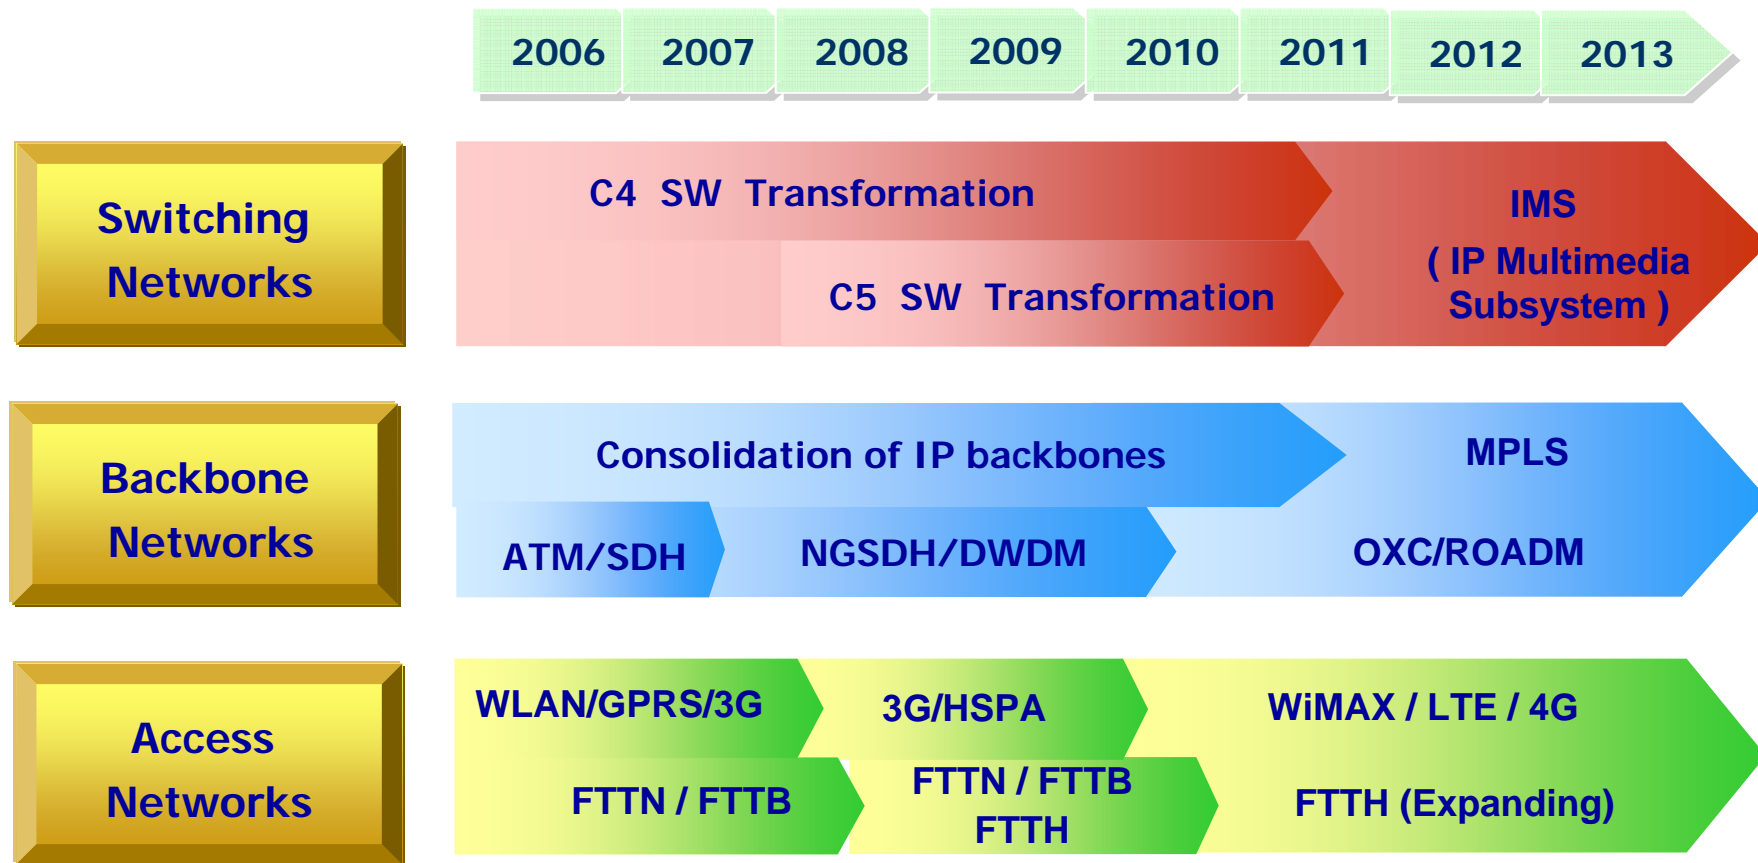 2006 2007 2008 2009 2010 2011 2012 2013
Switching
Networks
C4 SW Transformation
C5 SW Transformation
IMS
( IP Multimedia
Subsystem )
Backbone
Networks
Consolidation of IP backbones
MPLS
ATM/SDH
NGSDH/DWDM
OXC/ROADM
Access
Networks
WLAN/GPRS/3G
3G/HSPA
WiMAX / LTE / 4G
FTTN / FTTB
FTTN / FTTB
FTTH
FTTH (Expanding)